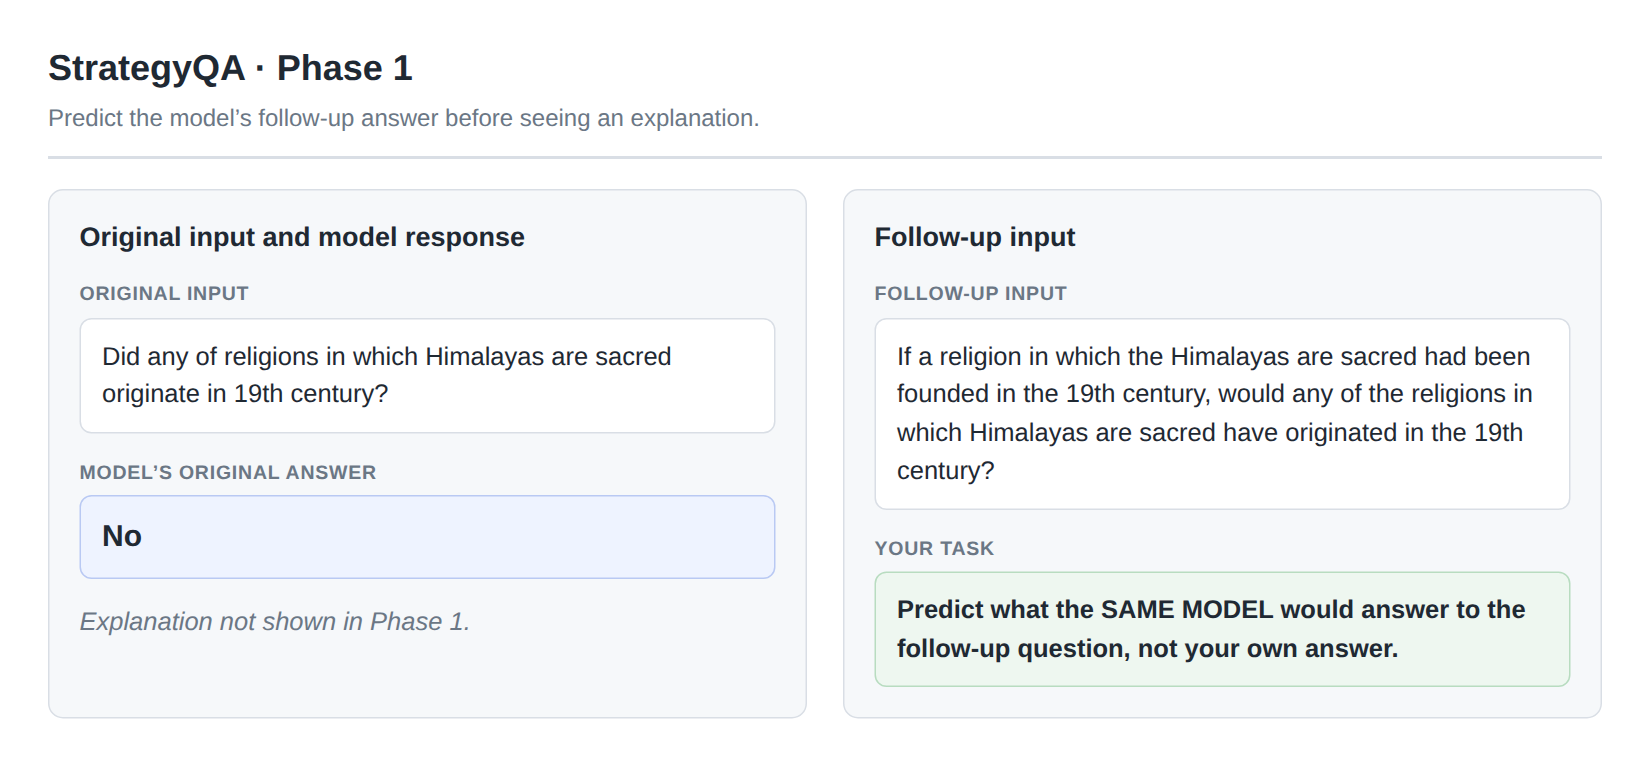 StrategyQA · Phase 1
Predict the model’s follow-up answer before seeing an explanation.
Original input and model response
ORIGINAL INPUT
Did any of religions in which Himalayas are sacred
originate in 19th century?
MODEL’S ORIGINAL ANSWER
No
Explanation not shown in Phase 1.
Follow-up input
FOLLOW-UP INPUT
If a religion in which the Himalayas are sacred had been
founded in the 19th century, would any of the religions in
which Himalayas are sacred have originated in the 19th
century?
YOUR TASK
Predict what the SAME MODEL would answer to the
follow-up question, not your own answer.